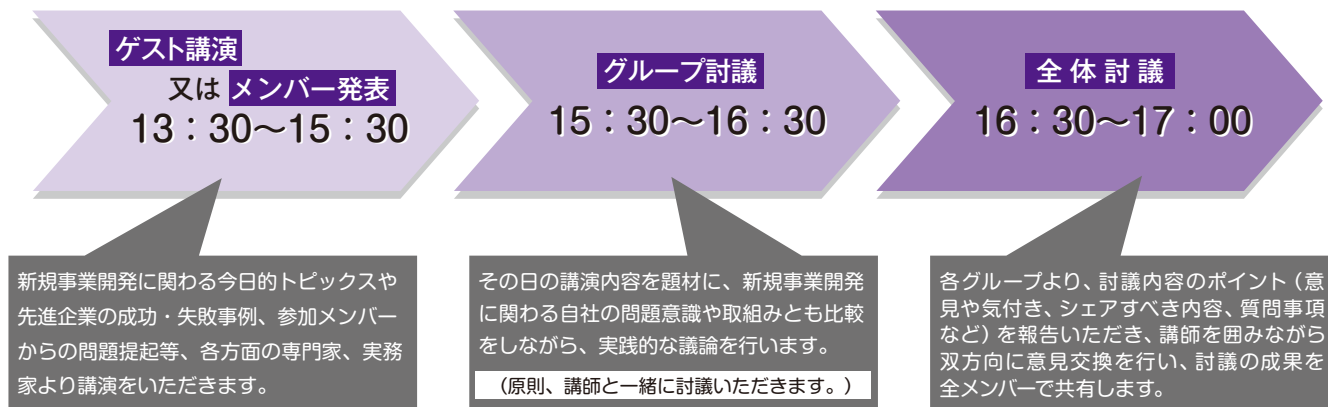 ゲスト講演
又は メンバー発表
13：30～15：30
新規事業開発に関わる今日的トピックスや
先進企業の成功・失敗事例、参加メンバー
からの問題提起等、各方面の専門家、実務
家より講演をいただきます。
グループ討議
15：30～16：30
その日の講演内容を題材に、新規事業開発
に関わる自社の問題意識や取組みとも比較
をしながら、実践的な議論を行います。
（原則、講師と一緒に討議いただきます。）
全体討議
16：30～17：00
各グループより、討議内容のポイント（意
見や気付き、シェアすべき内容、質問事項
など）を報告いただき、講師を囲みながら
双方向に意見交換を行い、討議の成果を
全メンバーで共有します。